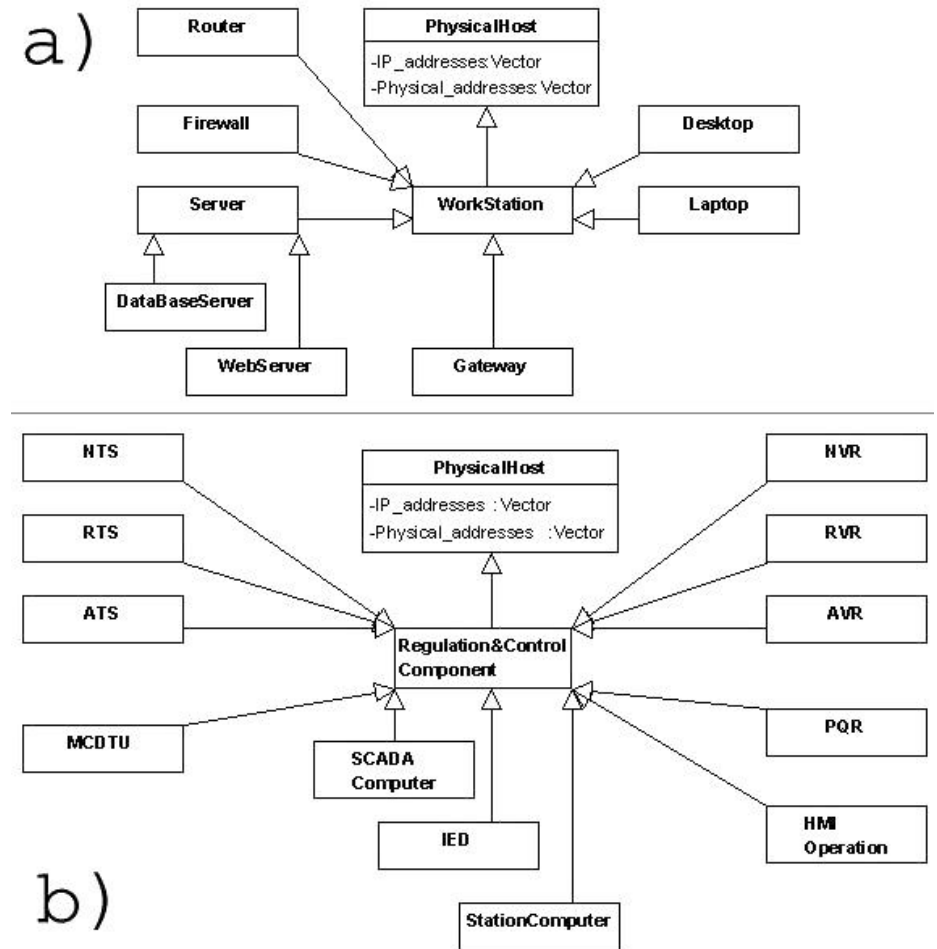 a)
Router
PhysicalHost
-IP_addresses:Vector
-Physical_addresses:Vector
Firewall
Desktop
Server
WorkStation
Laptop
DataBaseServer
WebServer
Gateway
NTS
PhysicalHost
NVR
-IP_addresses :Vector
-Physical_addresses :Vector
RTS
RVR
ATS
AVR
Regulation&Control
Component
MCDTU
PQR
SCADA
Computer
IED
HMI
Operation
b)
StationComputer